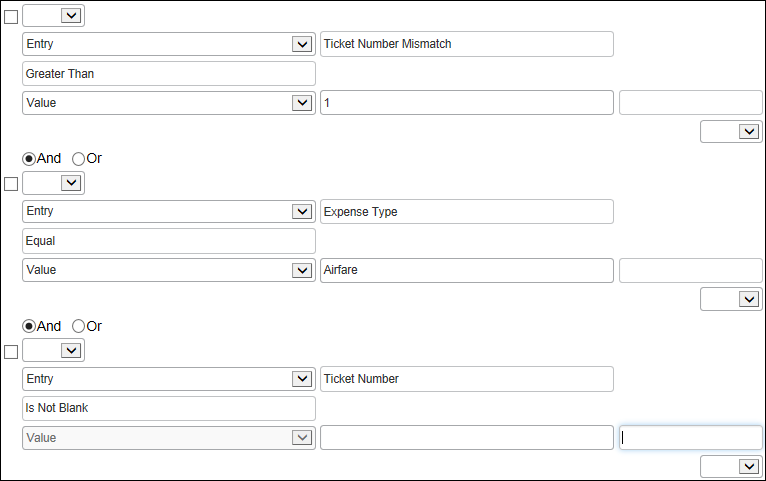 Entry Ticket Number Mismatch
Greater Than
Value 1
And Or
Entry Expense Type
Equal
Value Airfare
And Or
Entry Ticket Number
Is Not Blank
Value